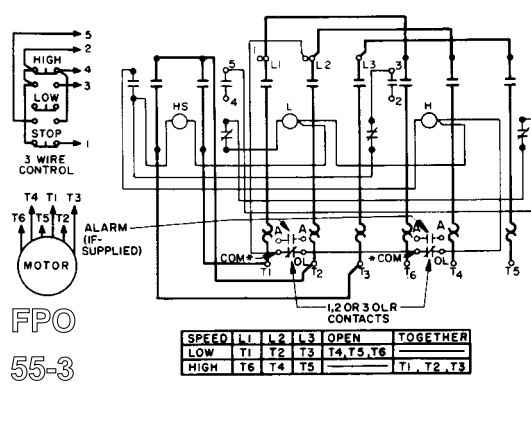 5
2
HIGH
4
3
LOW
STOP
1
3 WIRE
CONTROL
1 L1 L2 L3 3
5
4
2
HS L H
T4 T1 T3
T6 T5 T2
ALARM
(IF-
SUPPLIED)
MOTOR
A A A A
COM* OL *COM OL
T1 T2 T3 T6 T4 T5
1,2 OR 3 OLR
CONTACTS
FPO
55-3
SPEED L1 L2 L3 OPEN TOGETHER
LOW T1 T2 T3 T4,T5,T6
HIGH T6 T4 T5 T1,T2,T3